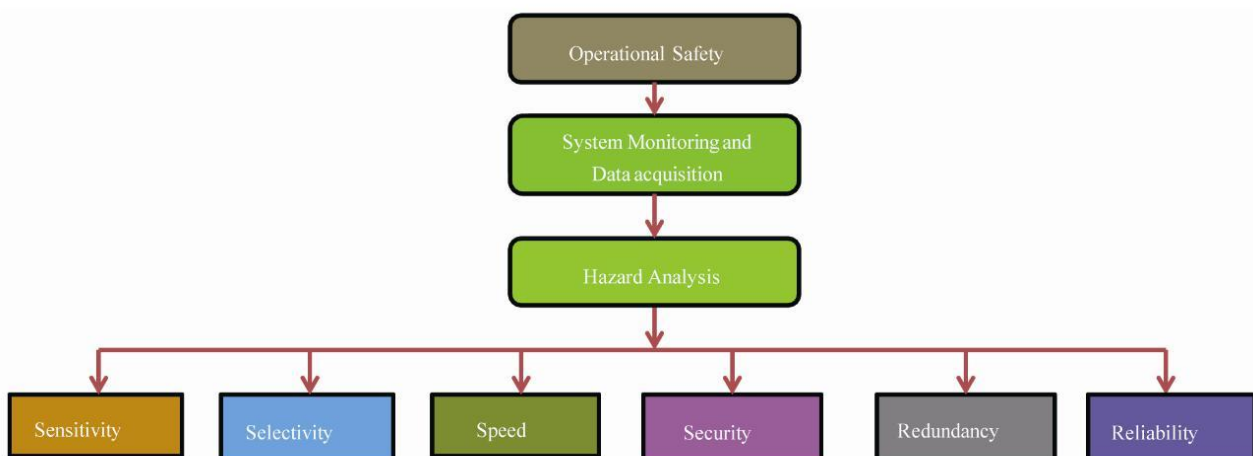 Operational Safety
System Monitoring and
Data acquisition
Hazard Analysis
Sensitivity
Selectivity
Speed
Security
Redundancy
Reliability